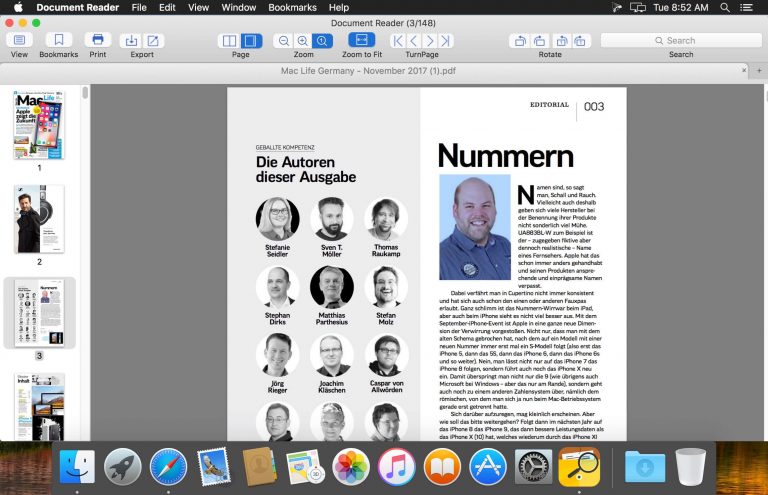 Document Reader File Edit View Window Bookmarks Help
Tue 8:52 AM
Document Reader (3/148)
View Bookmarks Print Export Page Zoom Zoom to Fit TurnPage Rotate Search
Search
Mac Life Germany - November 2017 (1).pdf
Mac Life
Apple
zeigt die
Zukunft
1
2
Nummern
3
GEBALLTE KOMPETENZ
Die Autoren
dieser Ausgabe
Stefanie
Seidler
Sven T.
Möller
Thomas
Raukamp
Stephan
Dirks
Matthias
Parthesius
Stefan
Molz
Jörg
Rieger
Joachim
Kläschen
Caspar von
Allwörden
EDITORIAL 003
Nummern
Namen sind, so sagt
man, Schall und Rauch.
Vielleicht auch deshalb
geben sich viele Hersteller bei
der Benennung ihrer Produkte
nicht sonderlich viel Mühe.
UA883BL-W zum Beispiel ist
der – zugegeben fiktive aber
dennoch realistische – Name
eines Fernsehers. Apple hat das
schon immer anders gehandhabt
und seinen Produkten anspre-
chende und einprägsame Namen
verpasst.
Dabei verfährt man in Cupertino nicht immer konsistent
und hat sich auch schon den einen oder anderen Fauxpas
erlaubt. Ganz schlimm ist das Nummern-Wirrwar beim iPad,
aber auch beim iPhone sieht es nicht viel besser aus. Mit dem
September-iPhone-Event ist Apple in eine ganz neue Dimen-
sion der Verwirrung vorgestoßen. Nicht nur, dass man mit dem
alten Schema gebrochen hat, nach dem auf ein Modell mit einer
neuen Nummer immer erst mal ein S-Modell folgt (also erst das
iPhone 5, dann das 5S, dann das iPhone 6, dann das iPhone 6s
und so weiter). Nein, man lässt nicht nur auf das iPhone 7 das
iPhone 8 folgen, sondern führt auch noch das iPhone X neu
ein. Damit überspringt man nicht nur die 9 (wie übrigens auch
Microsoft bei Windows – aber das nur am Rande), sondern geht
auch noch zu einem anderen Zahlensystem über, nämlich dem
römischen, von dem man sich ja nun beim Mac-Betriebssystem
gerade erst getrennt hatte.
Sich darüber aufzuregen, mag kleinlich erscheinen. Aber
wie soll das bitte weitergehen? Folgt dann im nächsten Jahr auf
das iPhone 8 das iPhone 9, das dann bessere Leistungsdaten als
das iPhone X (10) hat, welches wiederum durch das iPhone XI